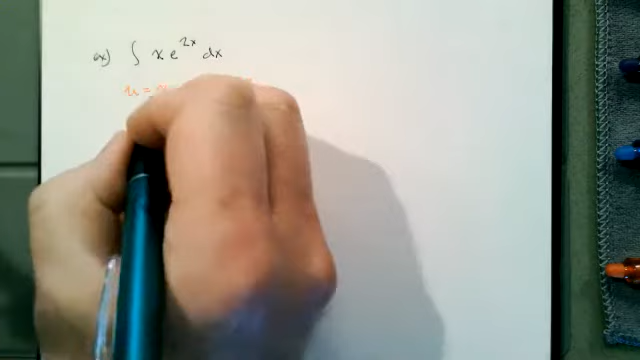 ex) ∫ x e^{2x} dx
u =